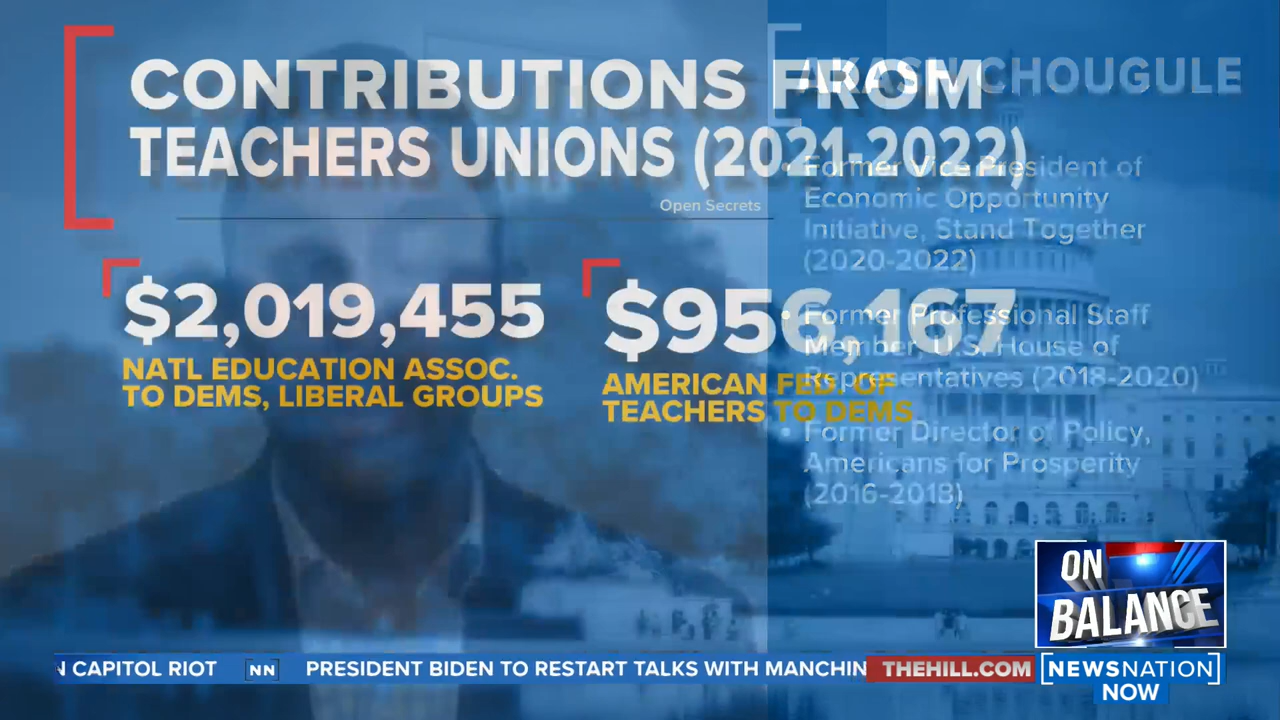 CONTRIBUTIONS FROM
TEACHERS UNIONS (2021-2022)
Open Secrets
$2,019,455
NATL EDUCATION ASSOC.
TO DEMS, LIBERAL GROUPS
$956,167
AMERICAN FED. OF
TEACHERS TO DEMS
AKASH CHOUGULE
• Former Vice President of
Economic Opportunity
Initiative, Stand Together
(2020-2022)
• Former Professional Staff
Member, U.S. House of
Representatives (2018-2020)
• Former Director of Policy,
Americans for Prosperity
(2016-2018)
ON
BALANCE
N CAPITOL RIOT NN PRESIDENT BIDEN TO RESTART TALKS WITH MANCHIN THEHILL.COM
NEWSNATION
NOW